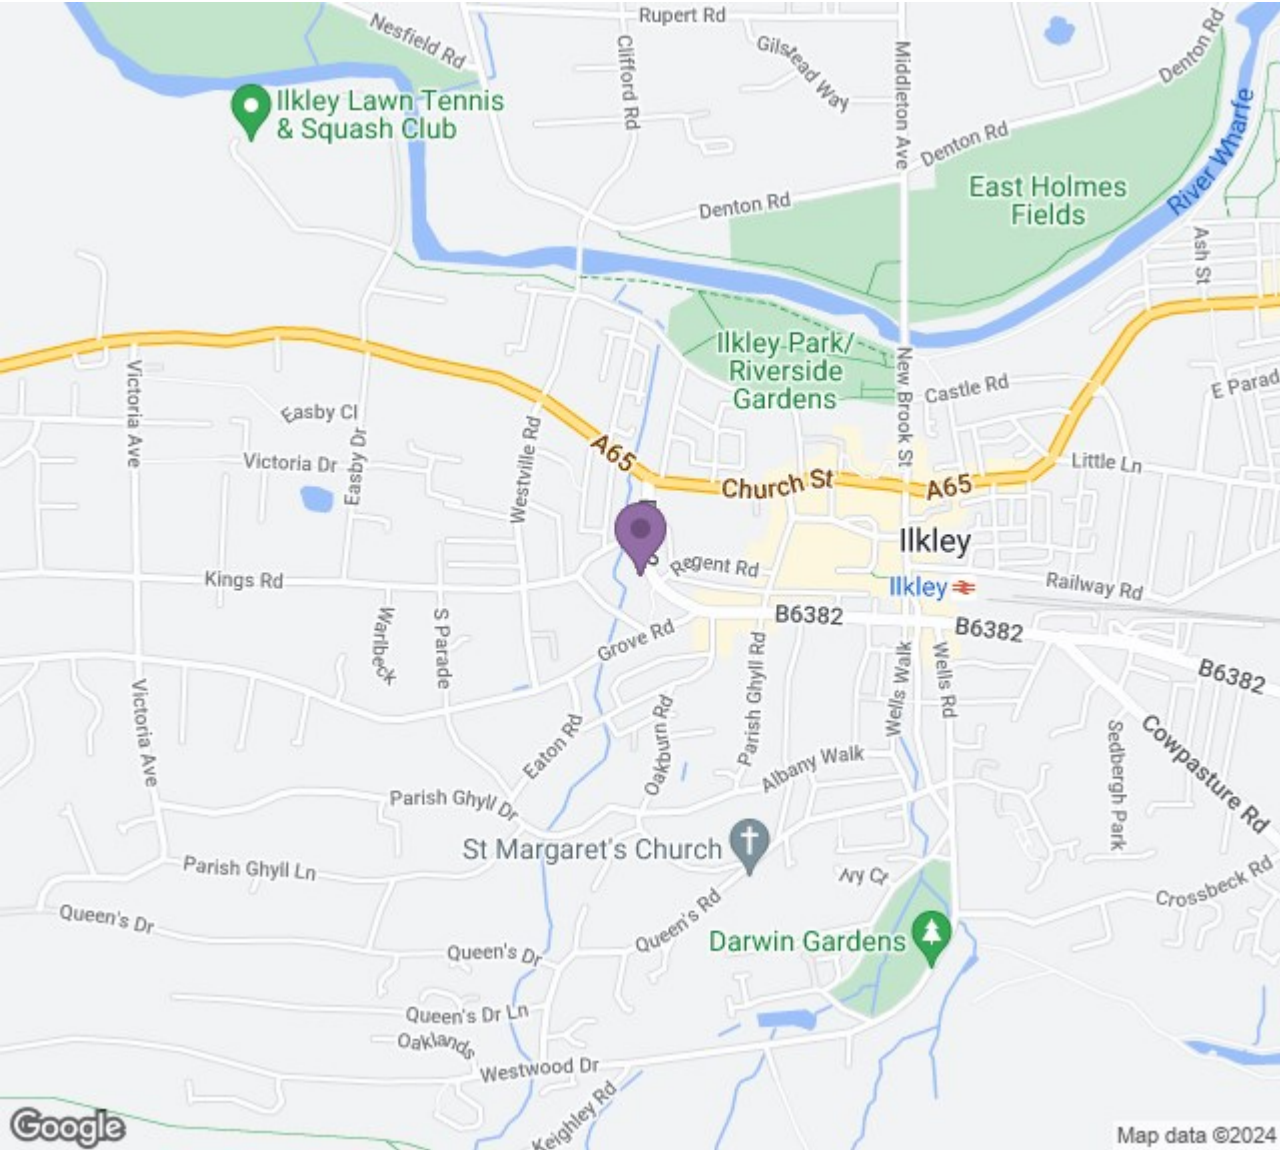 Rupert Rd
Nesfield Rd
Clifford Rd
Gilstead Way
Middleton Ave
Denton Rd
Ilkley Lawn Tennis
& Squash Club
Denton Rd
River Wharfe
East Holmes
Fields
Denton Rd
Ash St
Ilkley Park/
Riverside
Gardens
New Brook St
Castle Rd
E Parad
Victoria Ave
Easby Cl
Easby Dr
Victoria Dr
Westville Rd
A65
Church St
A65
Little Ln
Ilkley
Regent Rd
Ilkley
Railway Rd
Kings Rd
B6382
B6382
B6382
Warlbeck
S Parade
Grove Rd
Parish Ghyll Rd
Wells Walk
Wells Rd
Victoria Ave
Eaton Rd
Oakburn Rd
Albany Walk
Sedbergh Park
Cowpasture Rd
Parish Ghyll Dr
St Margaret's Church
Parish Ghyll Ln
Ivy Ct
Crossbeck Rd
Queen's Dr
Queen's Rd
Queen's Dr
Darwin Gardens
Queen's Dr Ln
Oaklands
Westwood Dr
Keighley Rd
Google
Map data ©2024